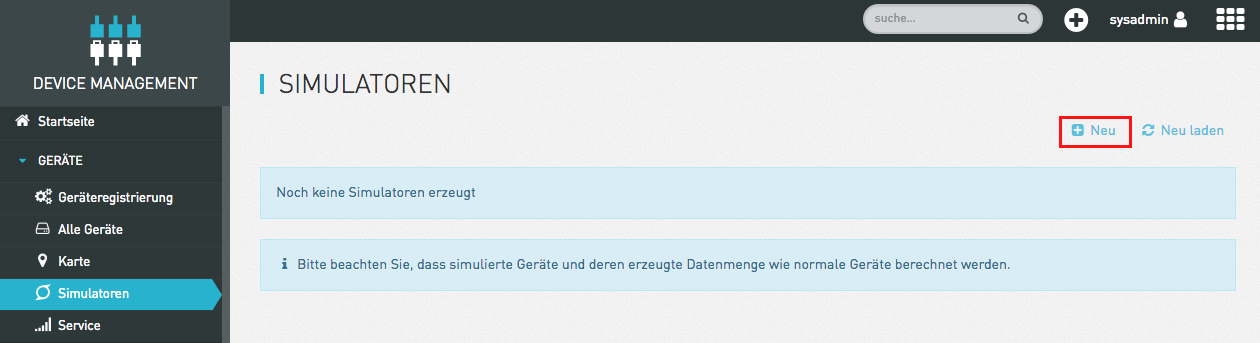 suche...
sysadmin
DEVICE MANAGEMENT
SIMULATOREN
Startseite
Neu
Neu laden
GERÄTE
Noch keine Simulatoren erzeugt
Geräteregistrierung
Alle Geräte
Karte
Bitte beachten Sie, dass simulierte Geräte und deren erzeugte Datenmenge wie normale Geräte berechnet werden.
Simulatoren
Service